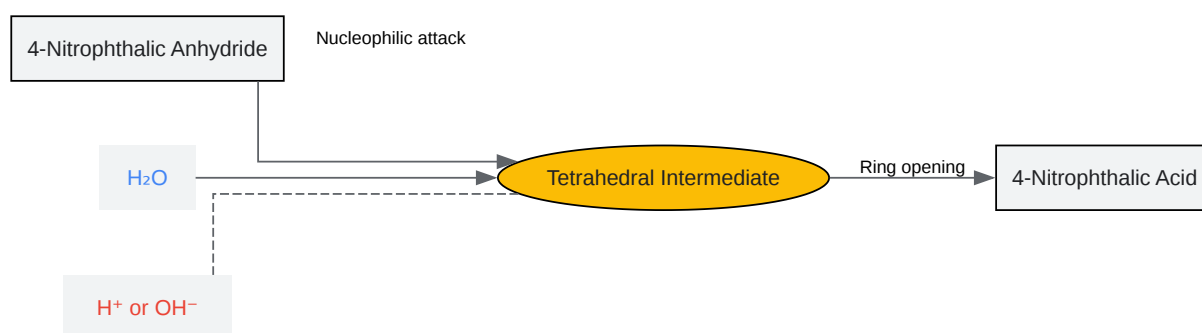 4-Nitrophthalic Anhydride
Nucleophilic attack
H₂O
Tetrahedral Intermediate
Ring opening
4-Nitrophthalic Acid
H⁺ or OH⁻